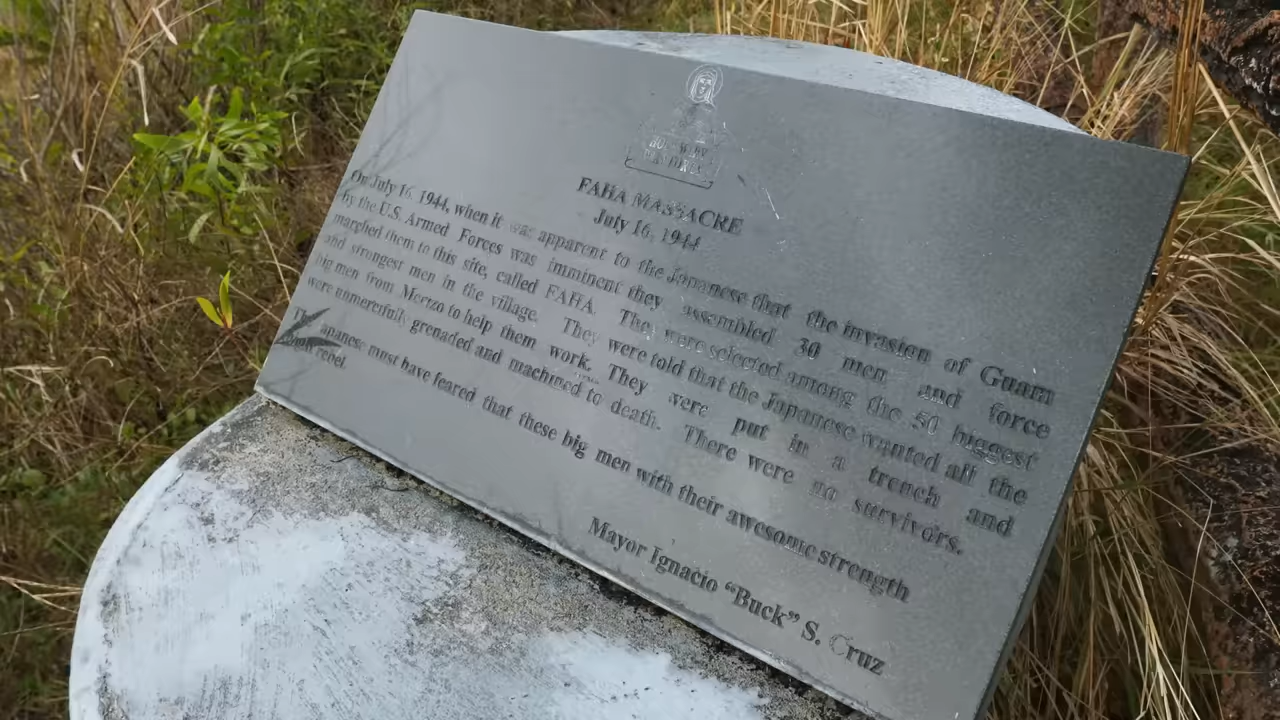 FAHA MASSACRE
July 16, 1944
On July 16, 1944, when it was apparent to the Japanese that the invasion of Guam
by the U.S. Armed Forces was imminent they assembled 30 men and force
marched them to this site, called FAHA. They were selected among the 50 biggest
and strongest men in the village. They were told that the Japanese wanted all the
big men from Merizo to help them work. They were put in a trench and
were unmercifully grenaded and machined to death. There were no survivors.
The Japanese must have feared that these big men with their awesome strength
might rebel.
Mayor Ignacio “Buck” S. Cruz